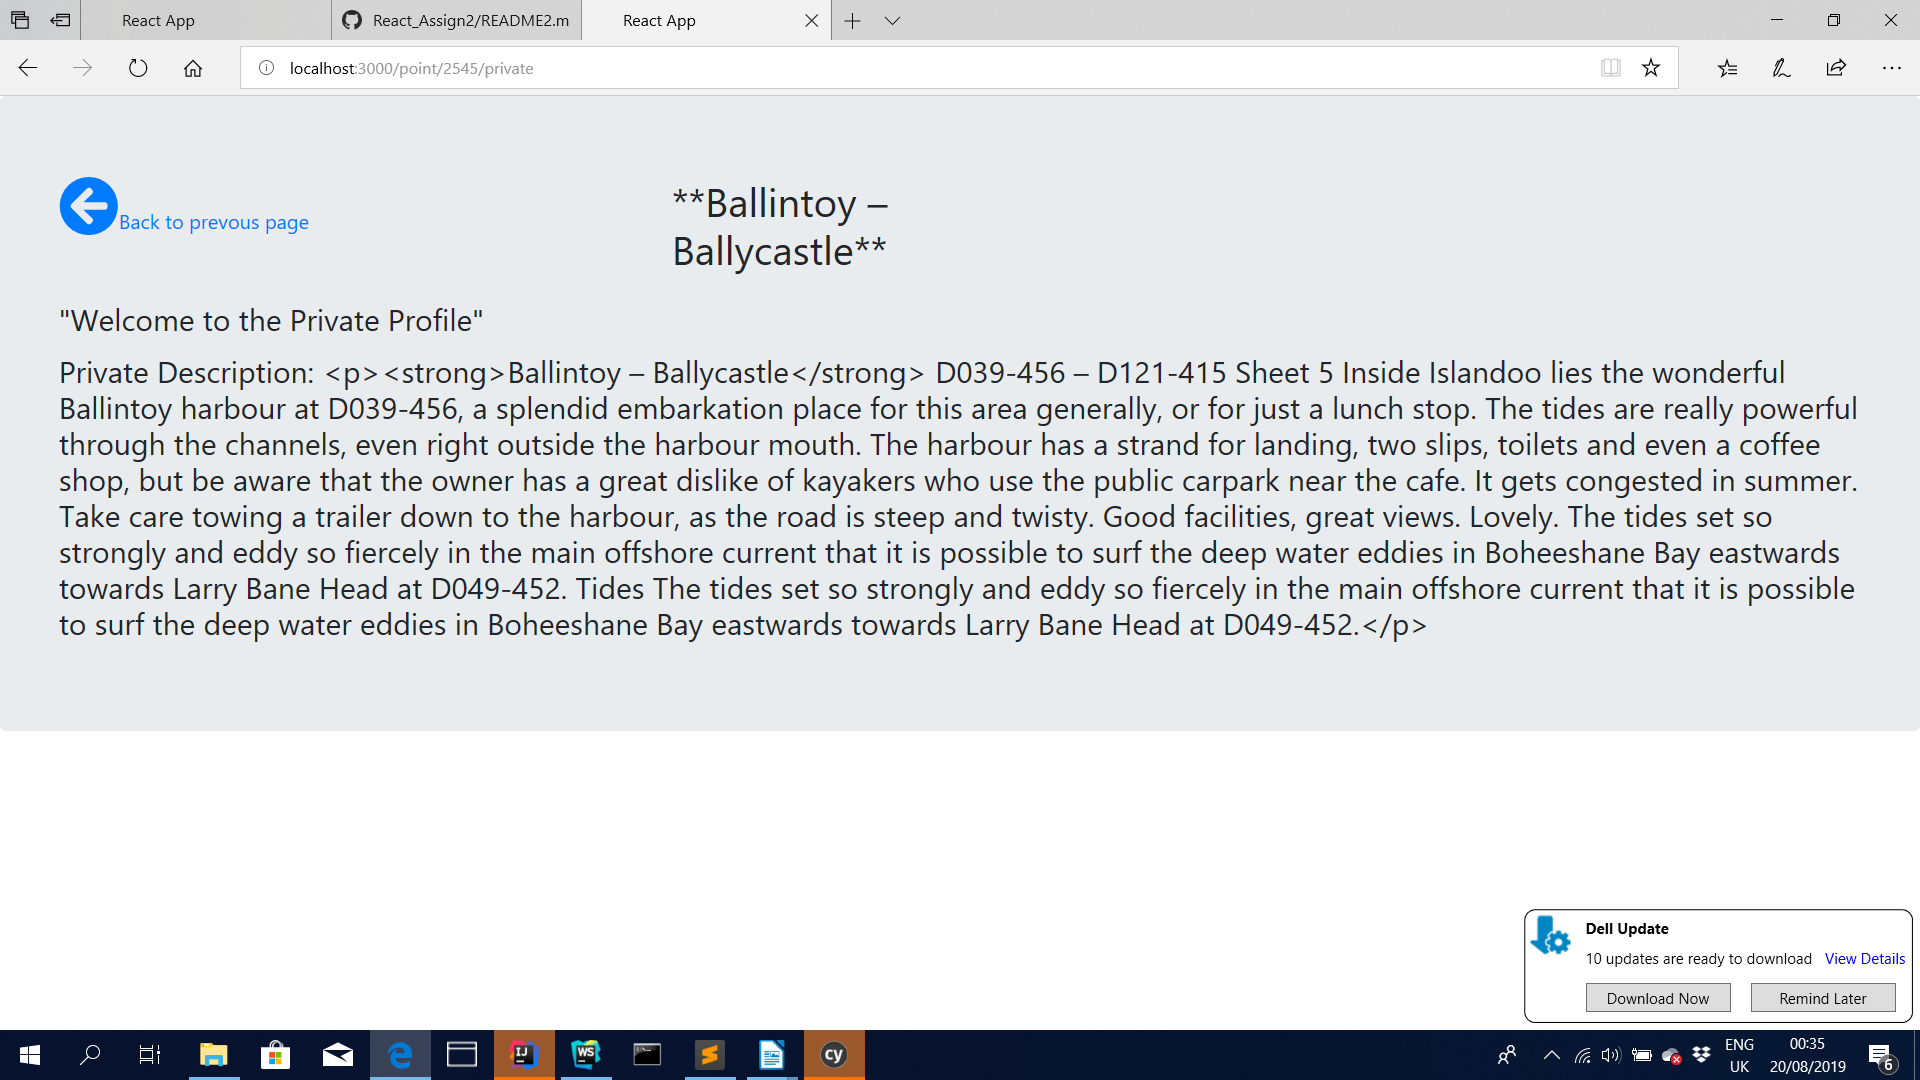 React App
React_Assign2/README2.m
React App
localhost:3000/point/2545/private
Back to prevous page
**Ballintoy –
Ballycastle**
"Welcome to the Private Profile"
Private Description: <p><strong>Ballintoy – Ballycastle</strong> D039-456 – D121-415 Sheet 5 Inside Islandoo lies the wonderful
Ballintoy harbour at D039-456, a splendid embarkation place for this area generally, or for just a lunch stop. The tides are really powerful
through the channels, even right outside the harbour mouth. The harbour has a strand for landing, two slips, toilets and even a coffee
shop, but be aware that the owner has a great dislike of kayakers who use the public carpark near the cafe. It gets congested in summer.
Take care towing a trailer down to the harbour, as the road is steep and twisty. Good facilities, great views. Lovely. The tides set so
strongly and eddy so fiercely in the main offshore current that it is possible to surf the deep water eddies in Boheeshane Bay eastwards
towards Larry Bane Head at D049-452. Tides The tides set so strongly and eddy so fiercely in the main offshore current that it is possible
to surf the deep water eddies in Boheeshane Bay eastwards towards Larry Bane Head at D049-452.</p>
Dell Update
10 updates are ready to download View Details
Download Now Remind Later
IJ
WS
cy
ENG
UK
00:35
20/08/2019
6